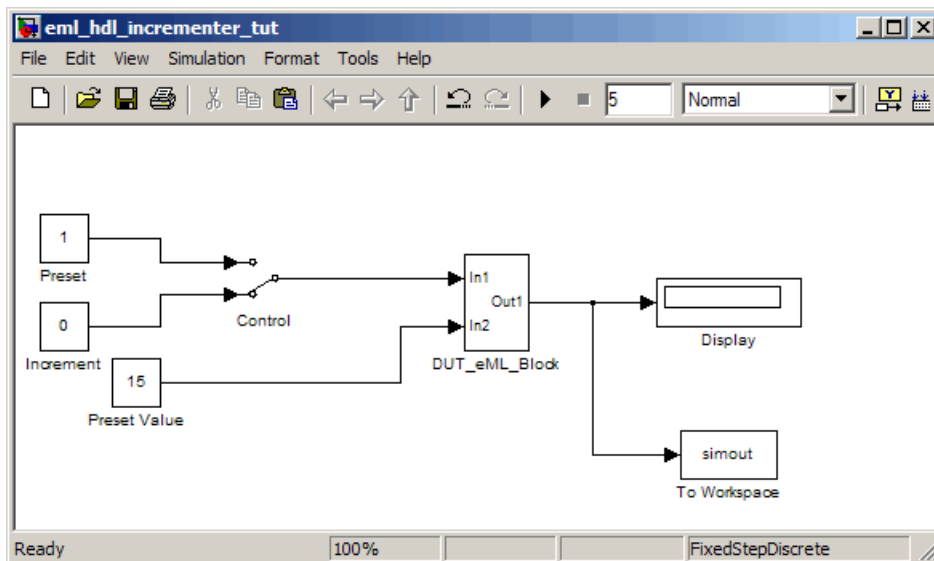 eml_hdl_incrementer_tut
File Edit View Simulation Format Tools Help
5 Normal
1
Preset
0
Increment
Control
15
Preset Value
In1
Out1
In2
DUT_eML_Block
Display
simout
To Workspace
Ready 100% FixedStepDiscrete